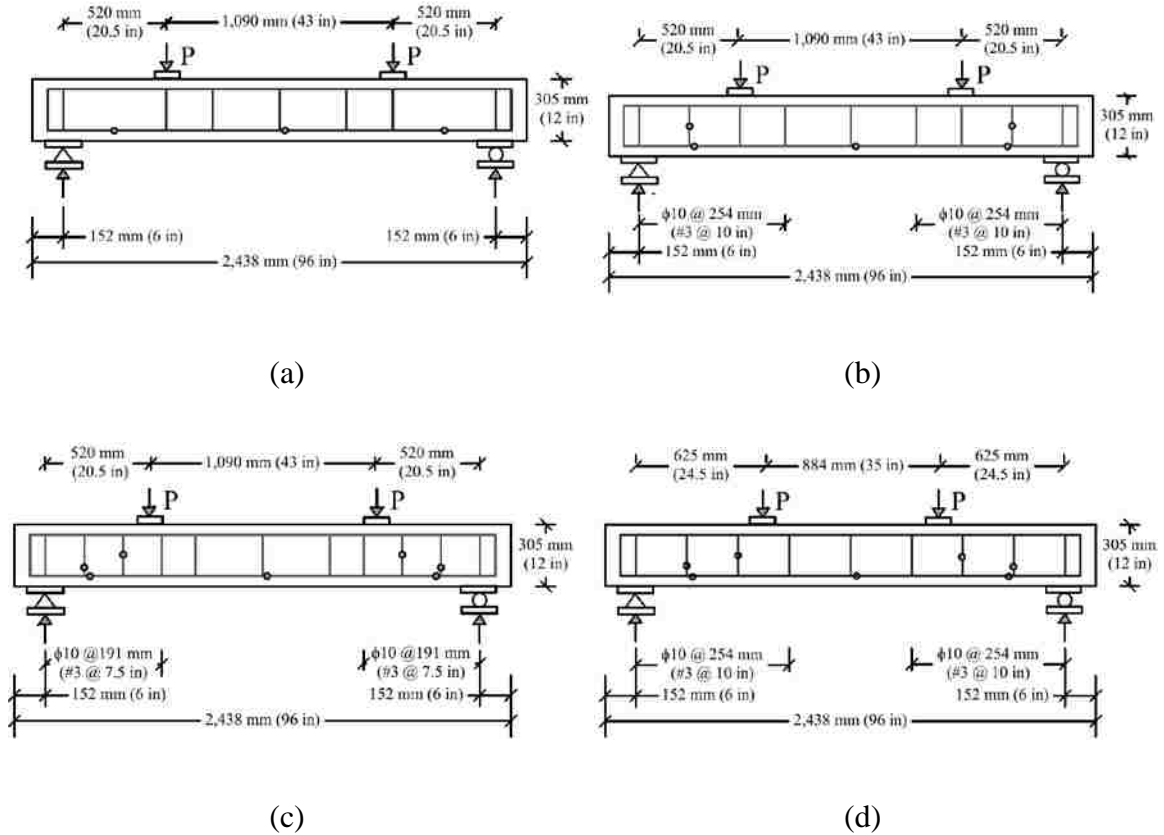 520 mm
(20.5 in)
1,090 mm (43 in)
520 mm
(20.5 in)
P
P
305 mm
(12 in)
152 mm (6 in)
152 mm (6 in)
2,438 mm (96 in)
(a)
520 mm
(20.5 in)
1,090 mm (43 in)
520 mm
(20.5 in)
P
P
305 mm
(12 in)
ϕ10 @ 254 mm
(#3 @ 10 in)
ϕ10 @ 254 mm
(#3 @ 10 in)
152 mm (6 in)
152 mm (6 in)
2,438 mm (96 in)
(b)
520 mm
(20.5 in)
1,090 mm (43 in)
520 mm
(20.5 in)
P
P
305 mm
(12 in)
ϕ10 @191 mm
(#3 @ 7.5 in)
ϕ10 @191 mm
(#3 @ 7.5 in)
152 mm (6 in)
152 mm (6 in)
2,438 mm (96 in)
(c)
625 mm
(24.5 in)
884 mm (35 in)
625 mm
(24.5 in)
P
P
305 mm
(12 in)
ϕ10 @ 254 mm
(#3 @ 10 in)
ϕ10 @ 254 mm
(#3 @ 10 in)
152 mm (6 in)
152 mm (6 in)
2,438 mm (96 in)
(d)